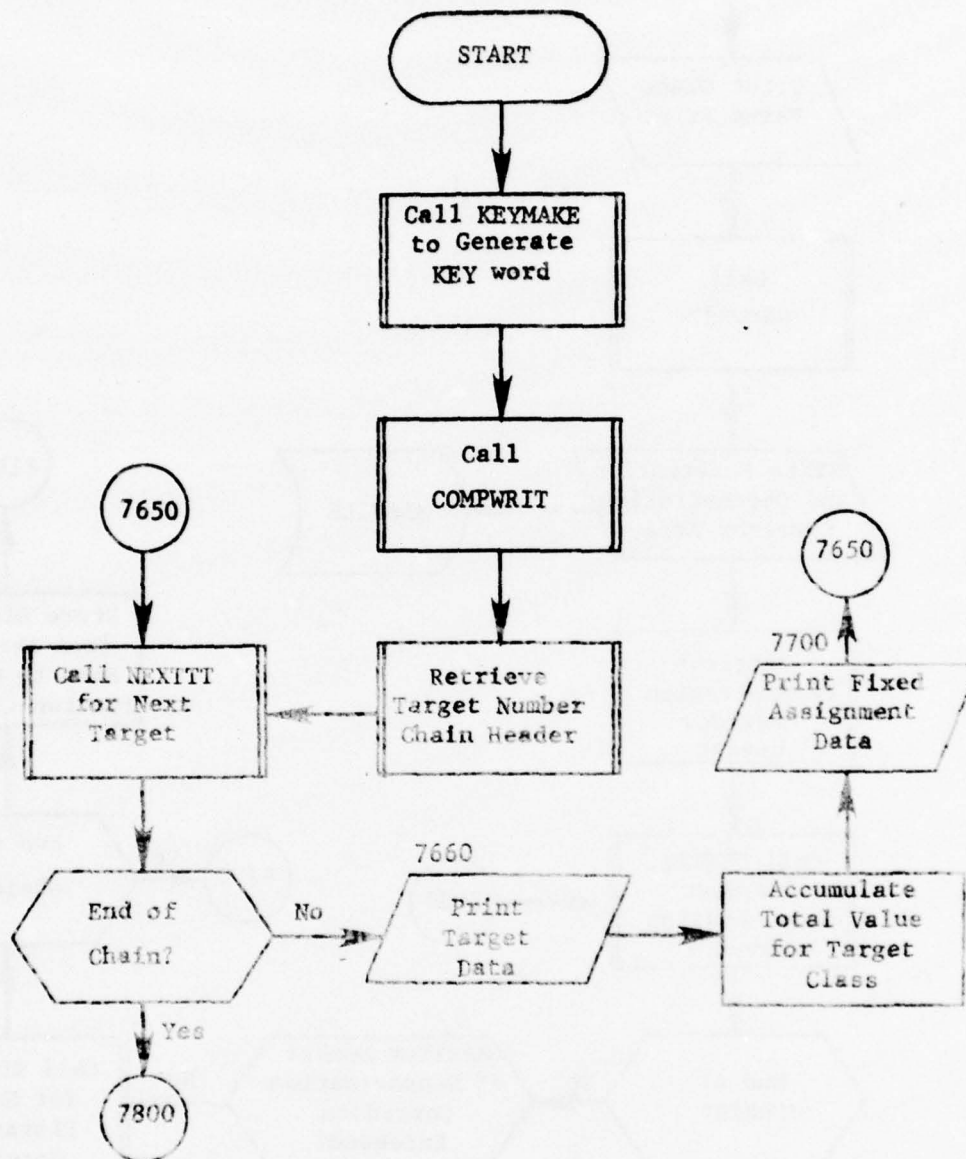 START
Call KEYMAKE
to Generate
KEY word
Call
COMPWRIT
7650
7650
Call NEXTTT
for Next
Target
Retrieve
Target Number
Chain Header
7700
Print Fixed
Assignment
Data
End of
Chain?
No
7660
Print
Target
Data
Accumulate
Total Value
for Target
Class
Yes
7800